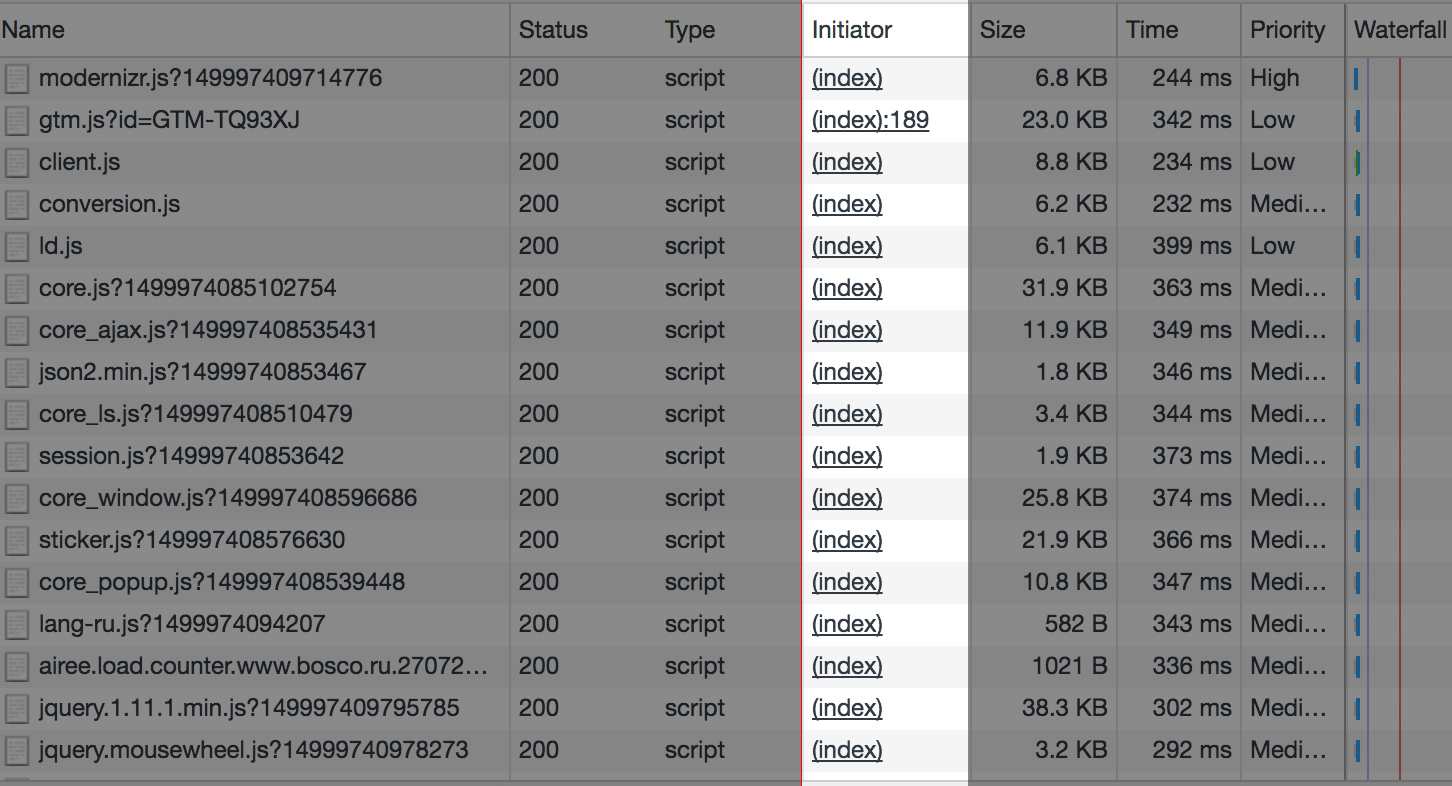 Name Status Type Initiator Size Time Priority Waterfall
modernizr.js?149997409714776 200 script (index) 6.8 KB 244 ms High
gtm.js?id=GTM-TQ93XJ 200 script (index):189 23.0 KB 342 ms Low
client.js 200 script (index) 8.8 KB 234 ms Low
conversion.js 200 script (index) 6.2 KB 232 ms Medi...
ld.js 200 script (index) 6.1 KB 399 ms Low
core.js?1499974085102754 200 script (index) 31.9 KB 363 ms Medi...
core_ajax.js?149997408535431 200 script (index) 11.9 KB 349 ms Medi...
json2.min.js?14999740853467 200 script (index) 1.8 KB 346 ms Medi...
core_ls.js?149997408510479 200 script (index) 3.4 KB 344 ms Medi...
session.js?14999740853642 200 script (index) 1.9 KB 373 ms Medi...
core_window.js?149997408596686 200 script (index) 25.8 KB 374 ms Medi...
sticker.js?149997408576630 200 script (index) 21.9 KB 366 ms Medi...
core_popup.js?149997408539448 200 script (index) 10.8 KB 347 ms Medi...
lang-ru.js?1499974094207 200 script (index) 582 B 343 ms Medi...
airee.load.counter.www.bosco.ru.27072... 200 script (index) 1021 B 336 ms Medi...
jquery.1.11.1.min.js?149997409795785 200 script (index) 38.3 KB 302 ms Medi...
jquery.mousewheel.js?14999740978273 200 script (index) 3.2 KB 292 ms Medi...